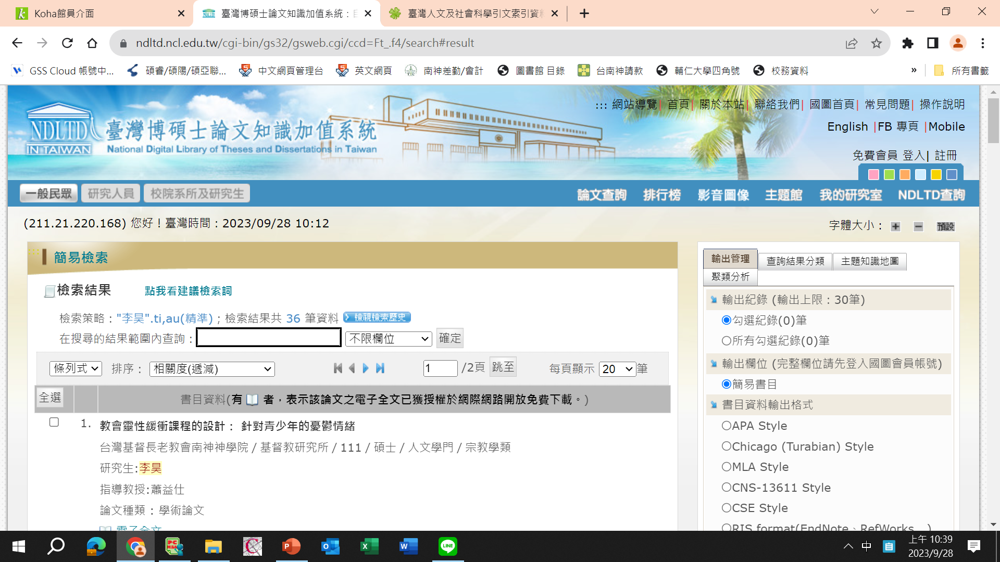 Koha館員介面
臺灣博碩士論文知識加值系統：自
臺灣人文及社會科學引文索引資料
ndltd.ncl.edu.tw/cgi-bin/gs32/gsweb.cgi/ccd=Ft_.f4/search#result
GSS Cloud 帳號中...
碩睿/碩陽/碩亞聯...
中文網頁管理台
英文網頁
南神差勤/會計
圖書館 目錄
台南神請款
輔仁大學四角號
校務資料
»
所有書籤
NDLTD IN TAIWAN
臺灣博碩士論文知識加值系統
National Digital Library of Theses and Dissertations in Taiwan
::: 網站導覽| 首頁| 關於本站| 聯絡我們| 國圖首頁| 常見問題| 操作說明
English |FB 專頁 |Mobile
免費會員 登入| 註冊
一般民眾 研究人員 校院系所及研究生
論文查詢 排行榜 影音圖像 主題館 我的研究室 NDLTD查詢
(211.21.220.168) 您好！臺灣時間：2023/09/28 10:12
字體大小： + − 預設
簡易檢索
檢索結果 點我看建議檢索詞
檢索策略："李昊".ti,au(精準)；檢索結果共 36 筆資料 檢視檢索歷史
在搜尋的結果範圍內查詢： 不限欄位 確定
條列式 排序： 相關度(遞減) 1 /2頁 跳至 每頁顯示 20 筆
全選 書目資料(有 者，表示該論文之電子全文已獲授權於網際網路開放免費下載。)
1. 教會靈性緩衝課程的設計： 針對青少年的憂鬱情緒
台灣基督長老教會南神神學院 / 基督教研究所 / 111 / 碩士 / 人文學門 / 宗教學類
研究生:李昊
指導教授:蕭益仕
論文種類：學術論文
電子全文
輸出管理 查詢結果分類 主題知識地圖
聚類分析
輸出紀錄 (輸出上限：30筆)
勾選紀錄(0)筆
所有勾選紀錄(0)筆
輸出欄位 (完整欄位請先登入國圖會員帳號)
簡易書目
書目資料輸出格式
APA Style
Chicago (Turabian) Style
MLA Style
CNS-13611 Style
CSE Style
RIS format(EndNote、RefWorks...)
中
上午 10:39
2023/9/28